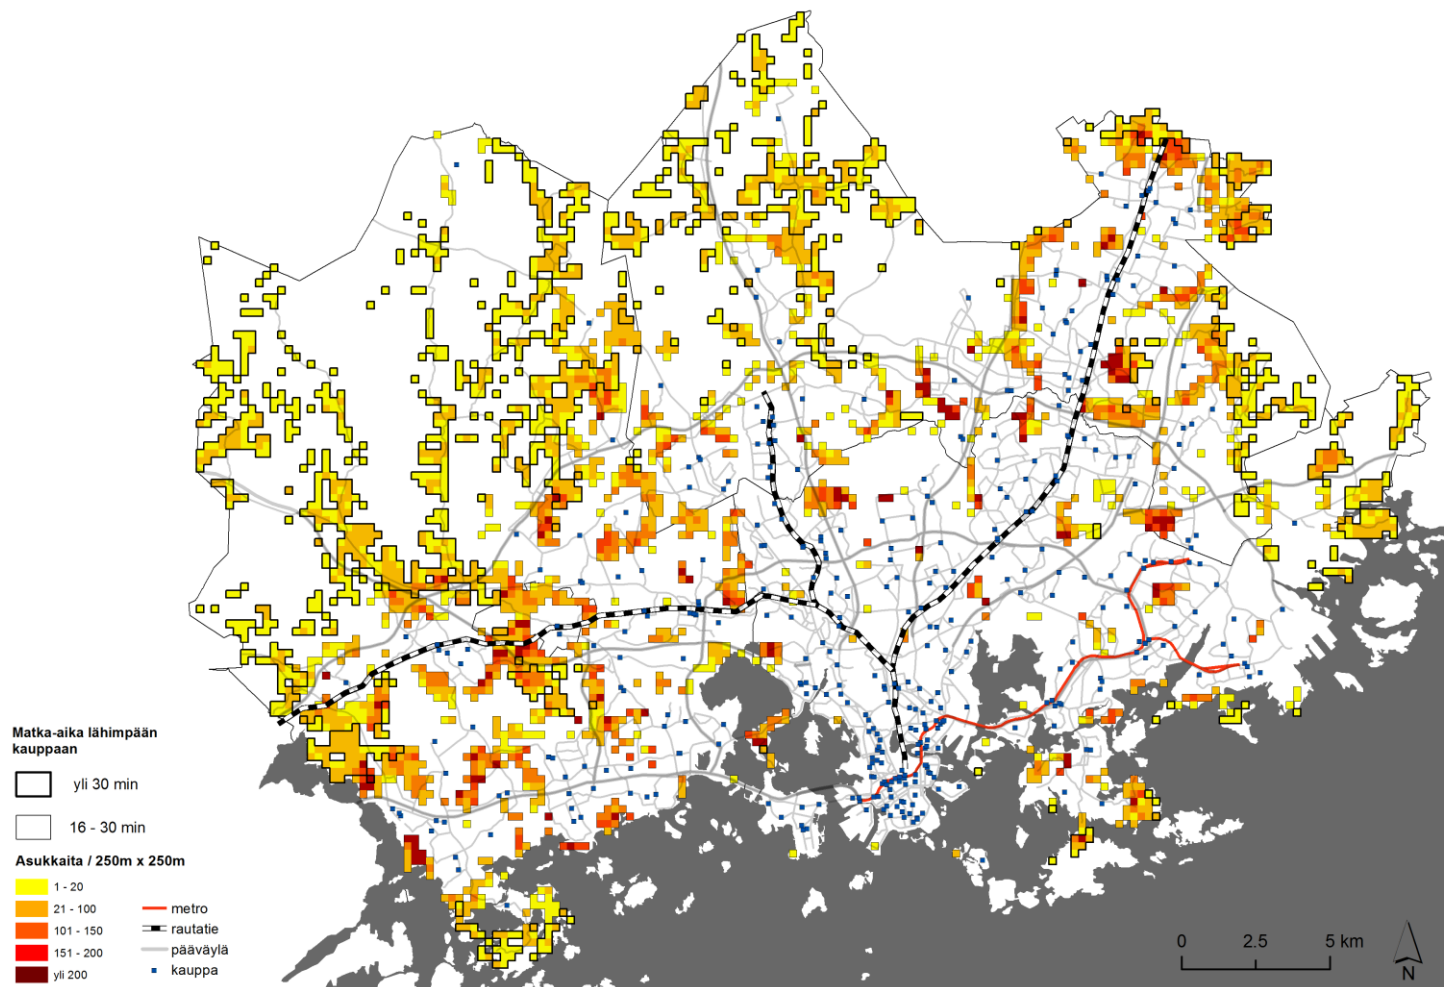 Matka-aika lähimpään
kauppaan
yli 30 min
16 - 30 min
Asukkaita / 250m x 250m
1 - 20
21 - 100
101 - 150
151 - 200
yli 200
metro
rautatie
pääväylä
kauppa
0 2.5 5 km
N